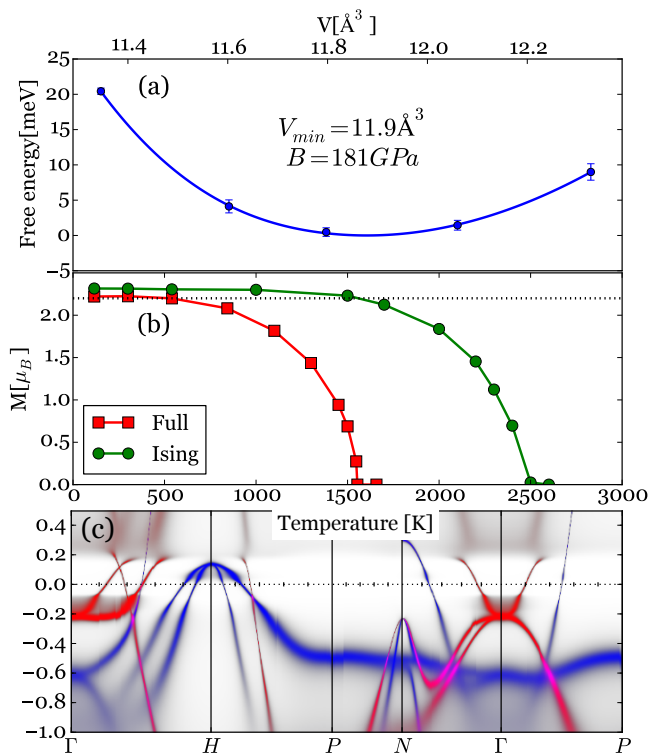 V[Å³]
11.4 11.6 11.8 12.0 12.2
25
20
15
10
5
0
−5
Free energy[meV]
(a)
V_min = 11.9Å³
B = 181GPa
2.0
1.5
1.0
0.5
0.0
M[μ_B]
(b)
Full
Ising
0 500 1000 1500 2000 2500 3000
Temperature [K]
(c)
0.4
0.2
0.0
−0.2
−0.4
−0.6
−0.8
−1.0
Γ H P N Γ P